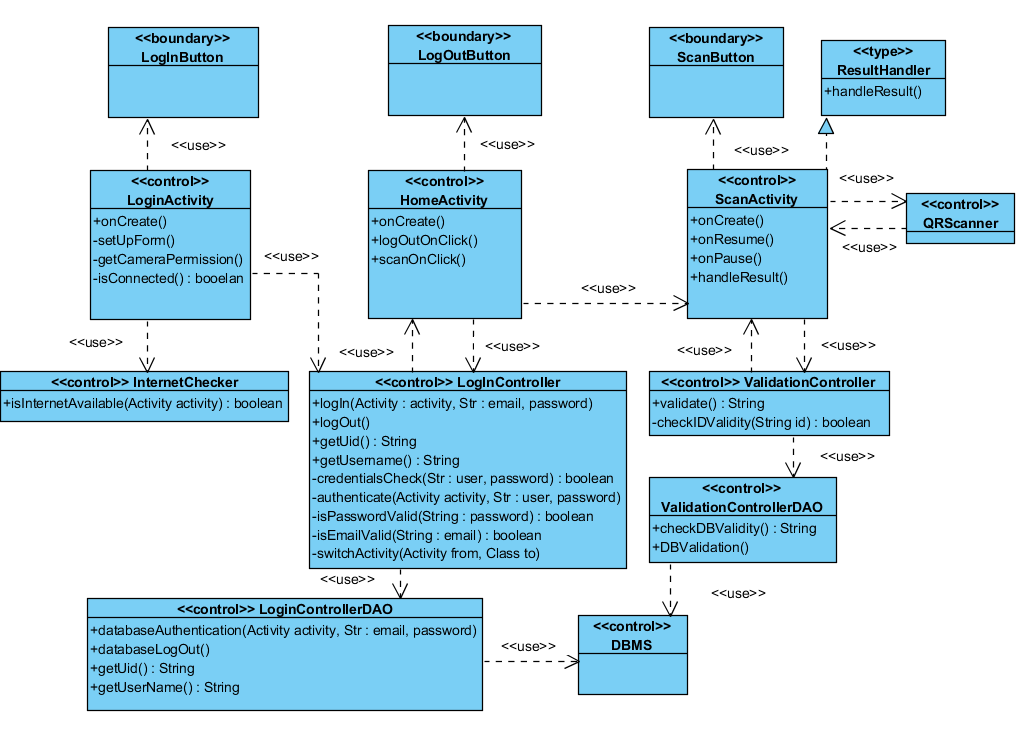 <<boundary>>
LogInButton
<<boundary>>
LogOutButton
<<boundary>>
ScanButton
<<type>>
ResultHandler
+handleResult()
<<use>>
<<use>>
<<use>>
<<control>>
LoginActivity
+onCreate()
-setUpForm()
-getCameraPermission()
-isConnected() : booelan
<<control>>
HomeActivity
+onCreate()
+logOutOnClick()
+scanOnClick()
<<control>>
ScanActivity
+onCreate()
+onResume()
+onPause()
+handleResult()
<<use>>
<<control>>
QRScanner
<<use>>
<<use>>
<<use>>
<<use>>
<<use>>
<<use>>
<<use>>
<<use>>
<<control>> InternetChecker
+isInternetAvailable(Activity activity) : boolean
<<control>> LogInController
+logIn(Activity : activity, Str : email, password)
+logOut()
+getUid() : String
+getUsername() : String
-credentialsCheck(Str : user, password) : boolean
-authenticate(Activity activity, Str : user, password)
-isPasswordValid(String : password) : boolean
-isEmailValid(String : email) : boolean
-switchActivity(Activity from, Class to)
<<control>> ValidationController
+validate() : String
-checkIDValidity(String id) : boolean
<<use>>
<<control>>
ValidationControllerDAO
+checkDBValidity() : String
+DBValidation()
<<use>>
<<use>>
<<control>> LoginControllerDAO
+databaseAuthentication(Activity activity, Str : email, password)
+databaseLogOut()
+getUid() : String
+getUserName() : String
<<use>>
<<control>>
DBMS